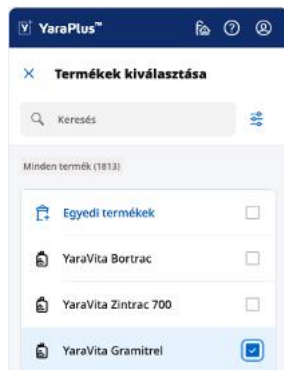 YaraPlus™
Termékek kiválasztása
Keresés
Minden termék (1813)
Egyedi termékek
YaraVita Bortrac
YaraVita Zintrac 700
YaraVita Gramitrel